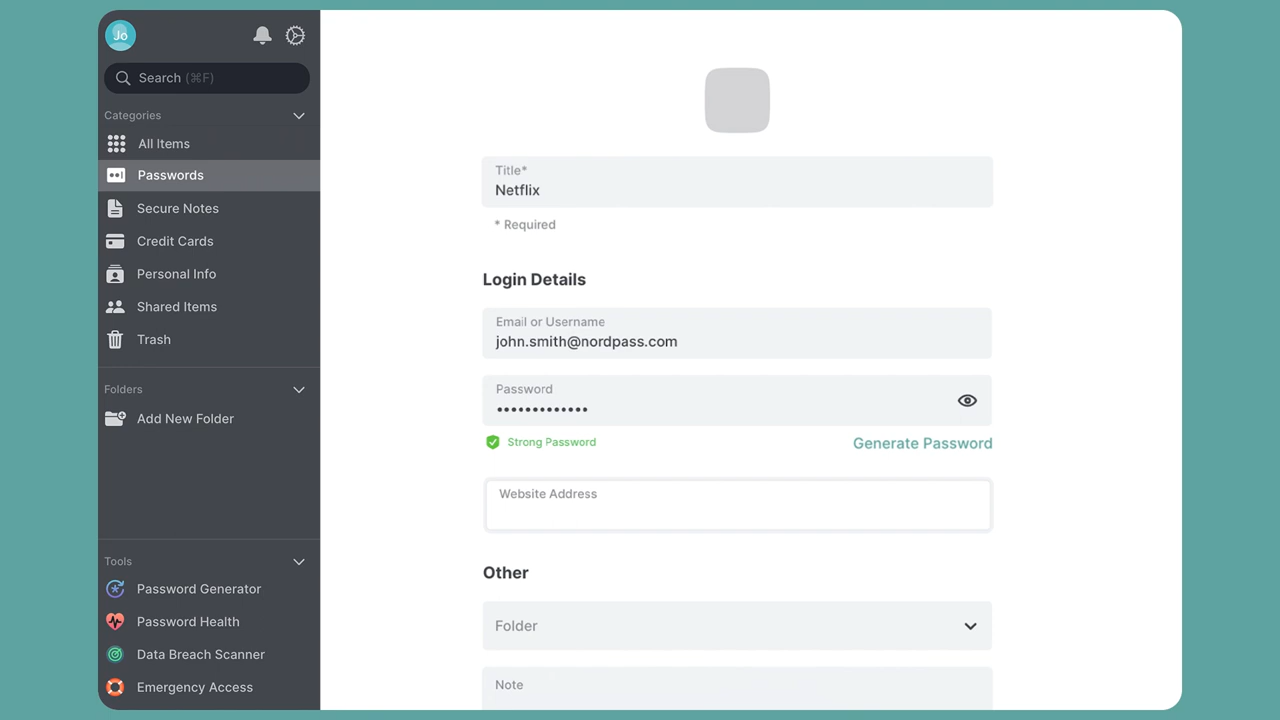 Jo
Search (⌘F)
Categories
All Items
Passwords
Secure Notes
Credit Cards
Personal Info
Shared Items
Trash
Folders
Add New Folder
Tools
Password Generator
Password Health
Data Breach Scanner
Emergency Access
Title*
Netflix
* Required
Login Details
Email or Username
john.smith@nordpass.com
Password
•••••••••••••
Strong Password
Generate Password
Website Address
Other
Folder
Note